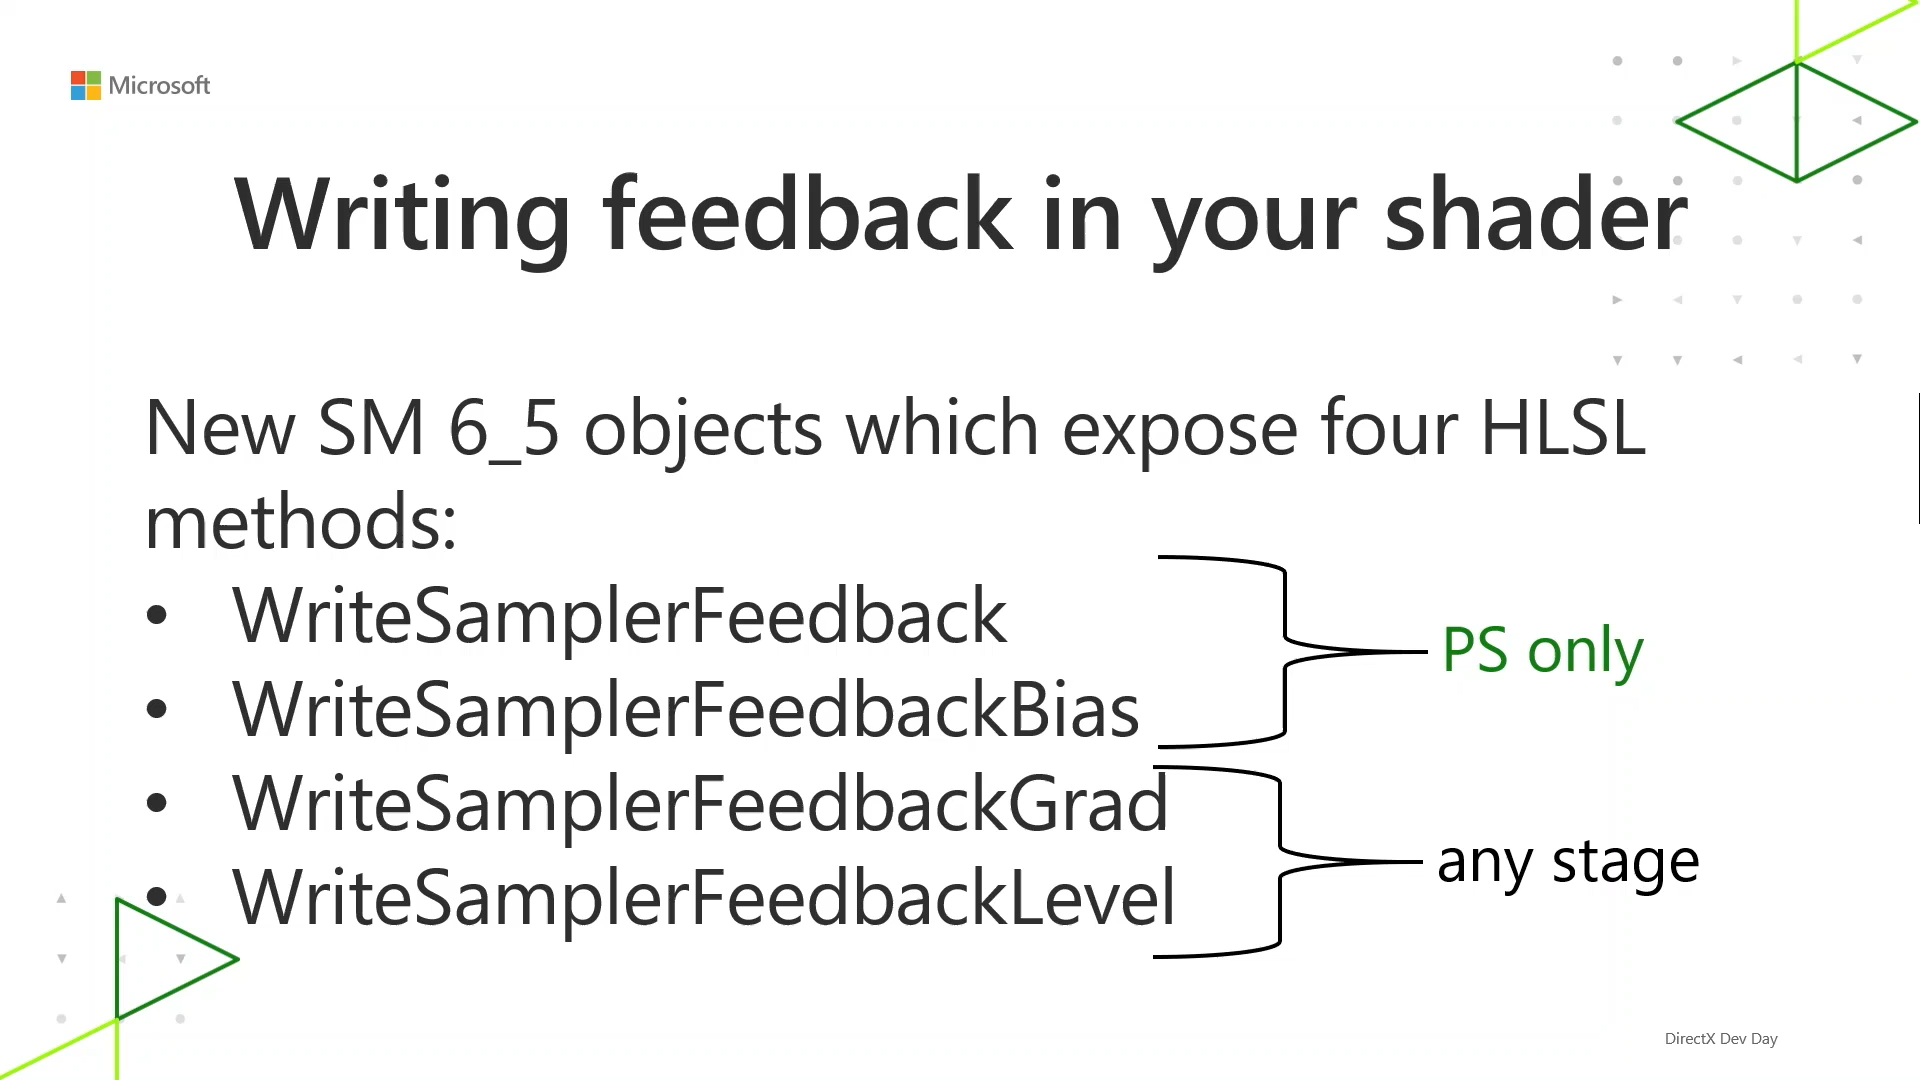 Microsoft
Writing feedback in your shader
New SM 6_5 objects which expose four HLSL
methods:
• WriteSamplerFeedback
• WriteSamplerFeedbackBias
PS only
• WriteSamplerFeedbackGrad
• WriteSamplerFeedbackLevel
any stage
DirectX Dev Day